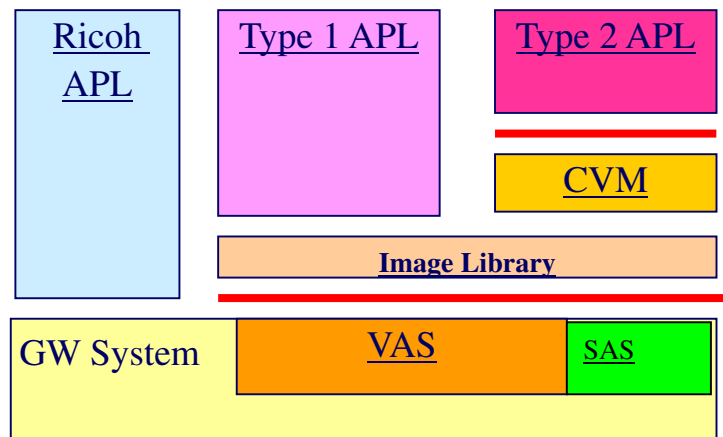 Ricoh
APL
Type 1 APL
Type 2 APL
CVM
Image Library
GW System
VAS
SAS